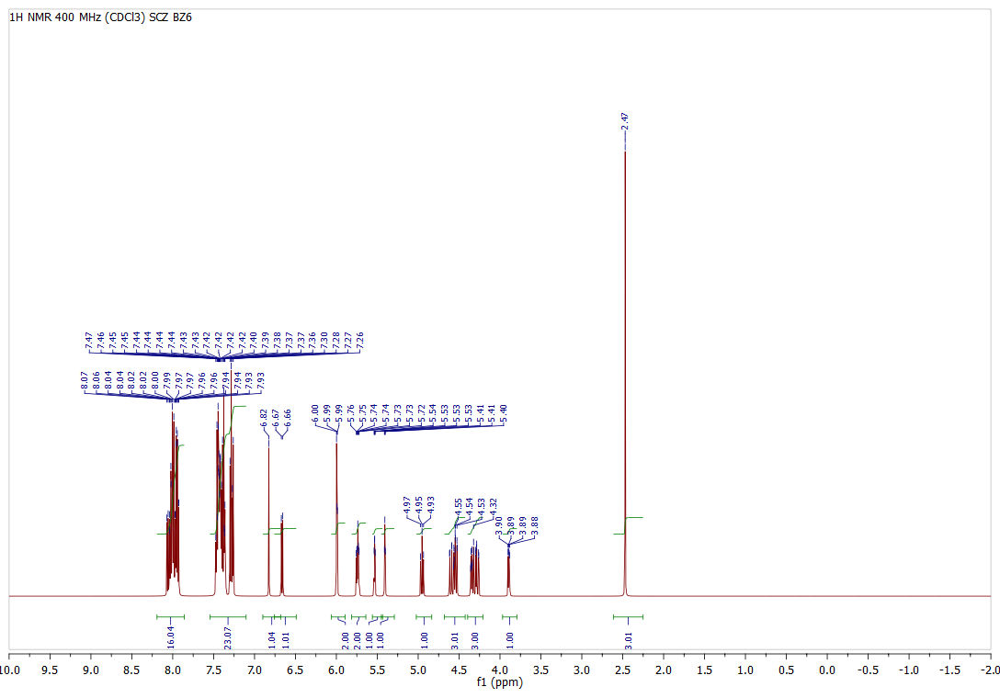 1H NMR 400 MHz (CDCl3) SCZ BZ6
2.47
7.47 7.46 7.45 7.45 7.44 7.44 7.44 7.44 7.43 7.43 7.42 7.42 7.42 7.42 7.40 7.39 7.38 7.37 7.37 7.36 7.30 7.28 7.27 7.26
8.07 8.06 8.04 8.04 8.02 8.02 8.00 7.99 7.97 7.97 7.96 7.96 7.94 7.94 7.93 7.93
6.82 6.67 6.66
6.00 5.99 5.99 5.76 5.75 5.74 5.74 5.73 5.73 5.72 5.54 5.53 5.53 5.53 5.41 5.41 5.40
4.97 4.95 4.93 4.55 4.54 4.53 4.32
3.90 3.89 3.89 3.88
16.04 23.07 1.04 1.01 2.00 2.00 1.00 1.00 1.00 3.01 3.00 1.00 3.01
10.0 9.5 9.0 8.5 8.0 7.5 7.0 6.5 6.0 5.5 5.0 4.5 4.0 3.5 3.0 2.5 2.0 1.5 1.0 0.5 0.0 -0.5 -1.0 -1.5 -2.0
f1 (ppm)